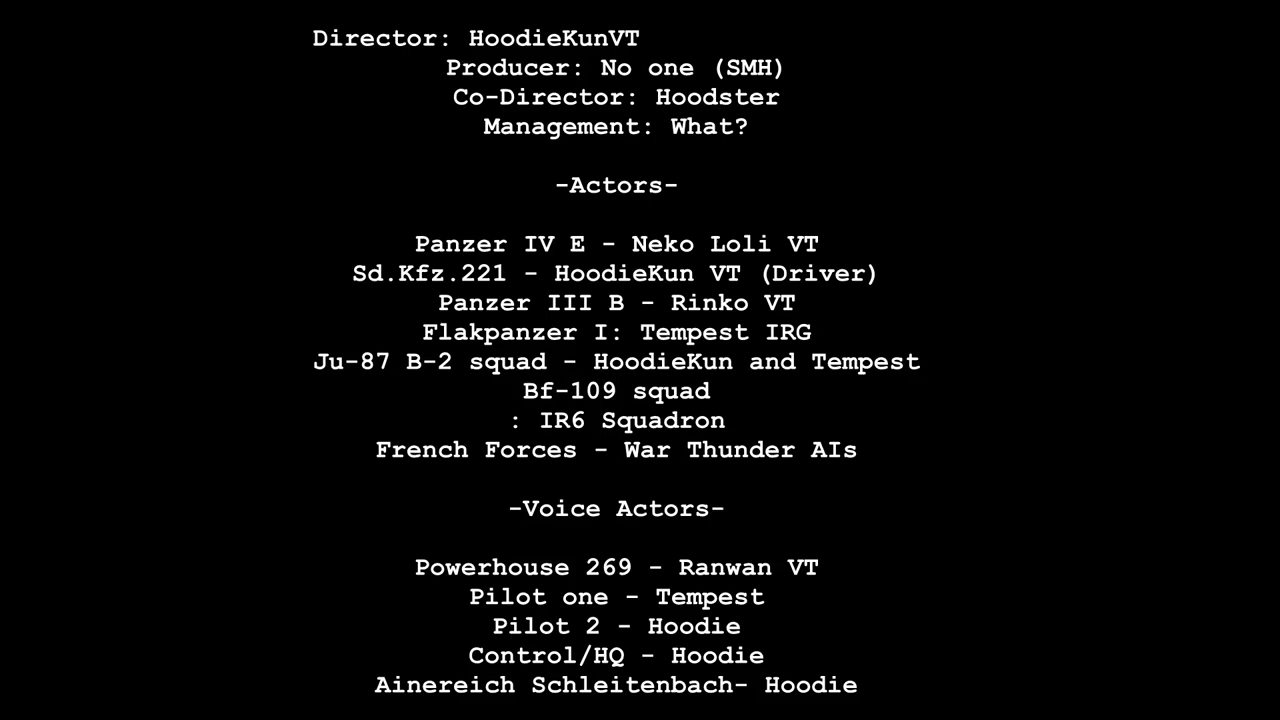 Director: HoodieKunVT
Producer: No one (SMH)
Co-Director: Hoodster
Management: What?
-Actors-
Panzer IV E - Neko Loli VT
Sd.Kfz.221 - HoodieKun VT (Driver)
Panzer III B - Rinko VT
Flakpanzer I: Tempest IRG
Ju-87 B-2 squad - HoodieKun and Tempest
Bf-109 squad
: IR6 Squadron
French Forces - War Thunder AIs
-Voice Actors-
Powerhouse 269 - Ranwan VT
Pilot one - Tempest
Pilot 2 - Hoodie
Control/HQ - Hoodie
Ainereich Schleitenbach- Hoodie